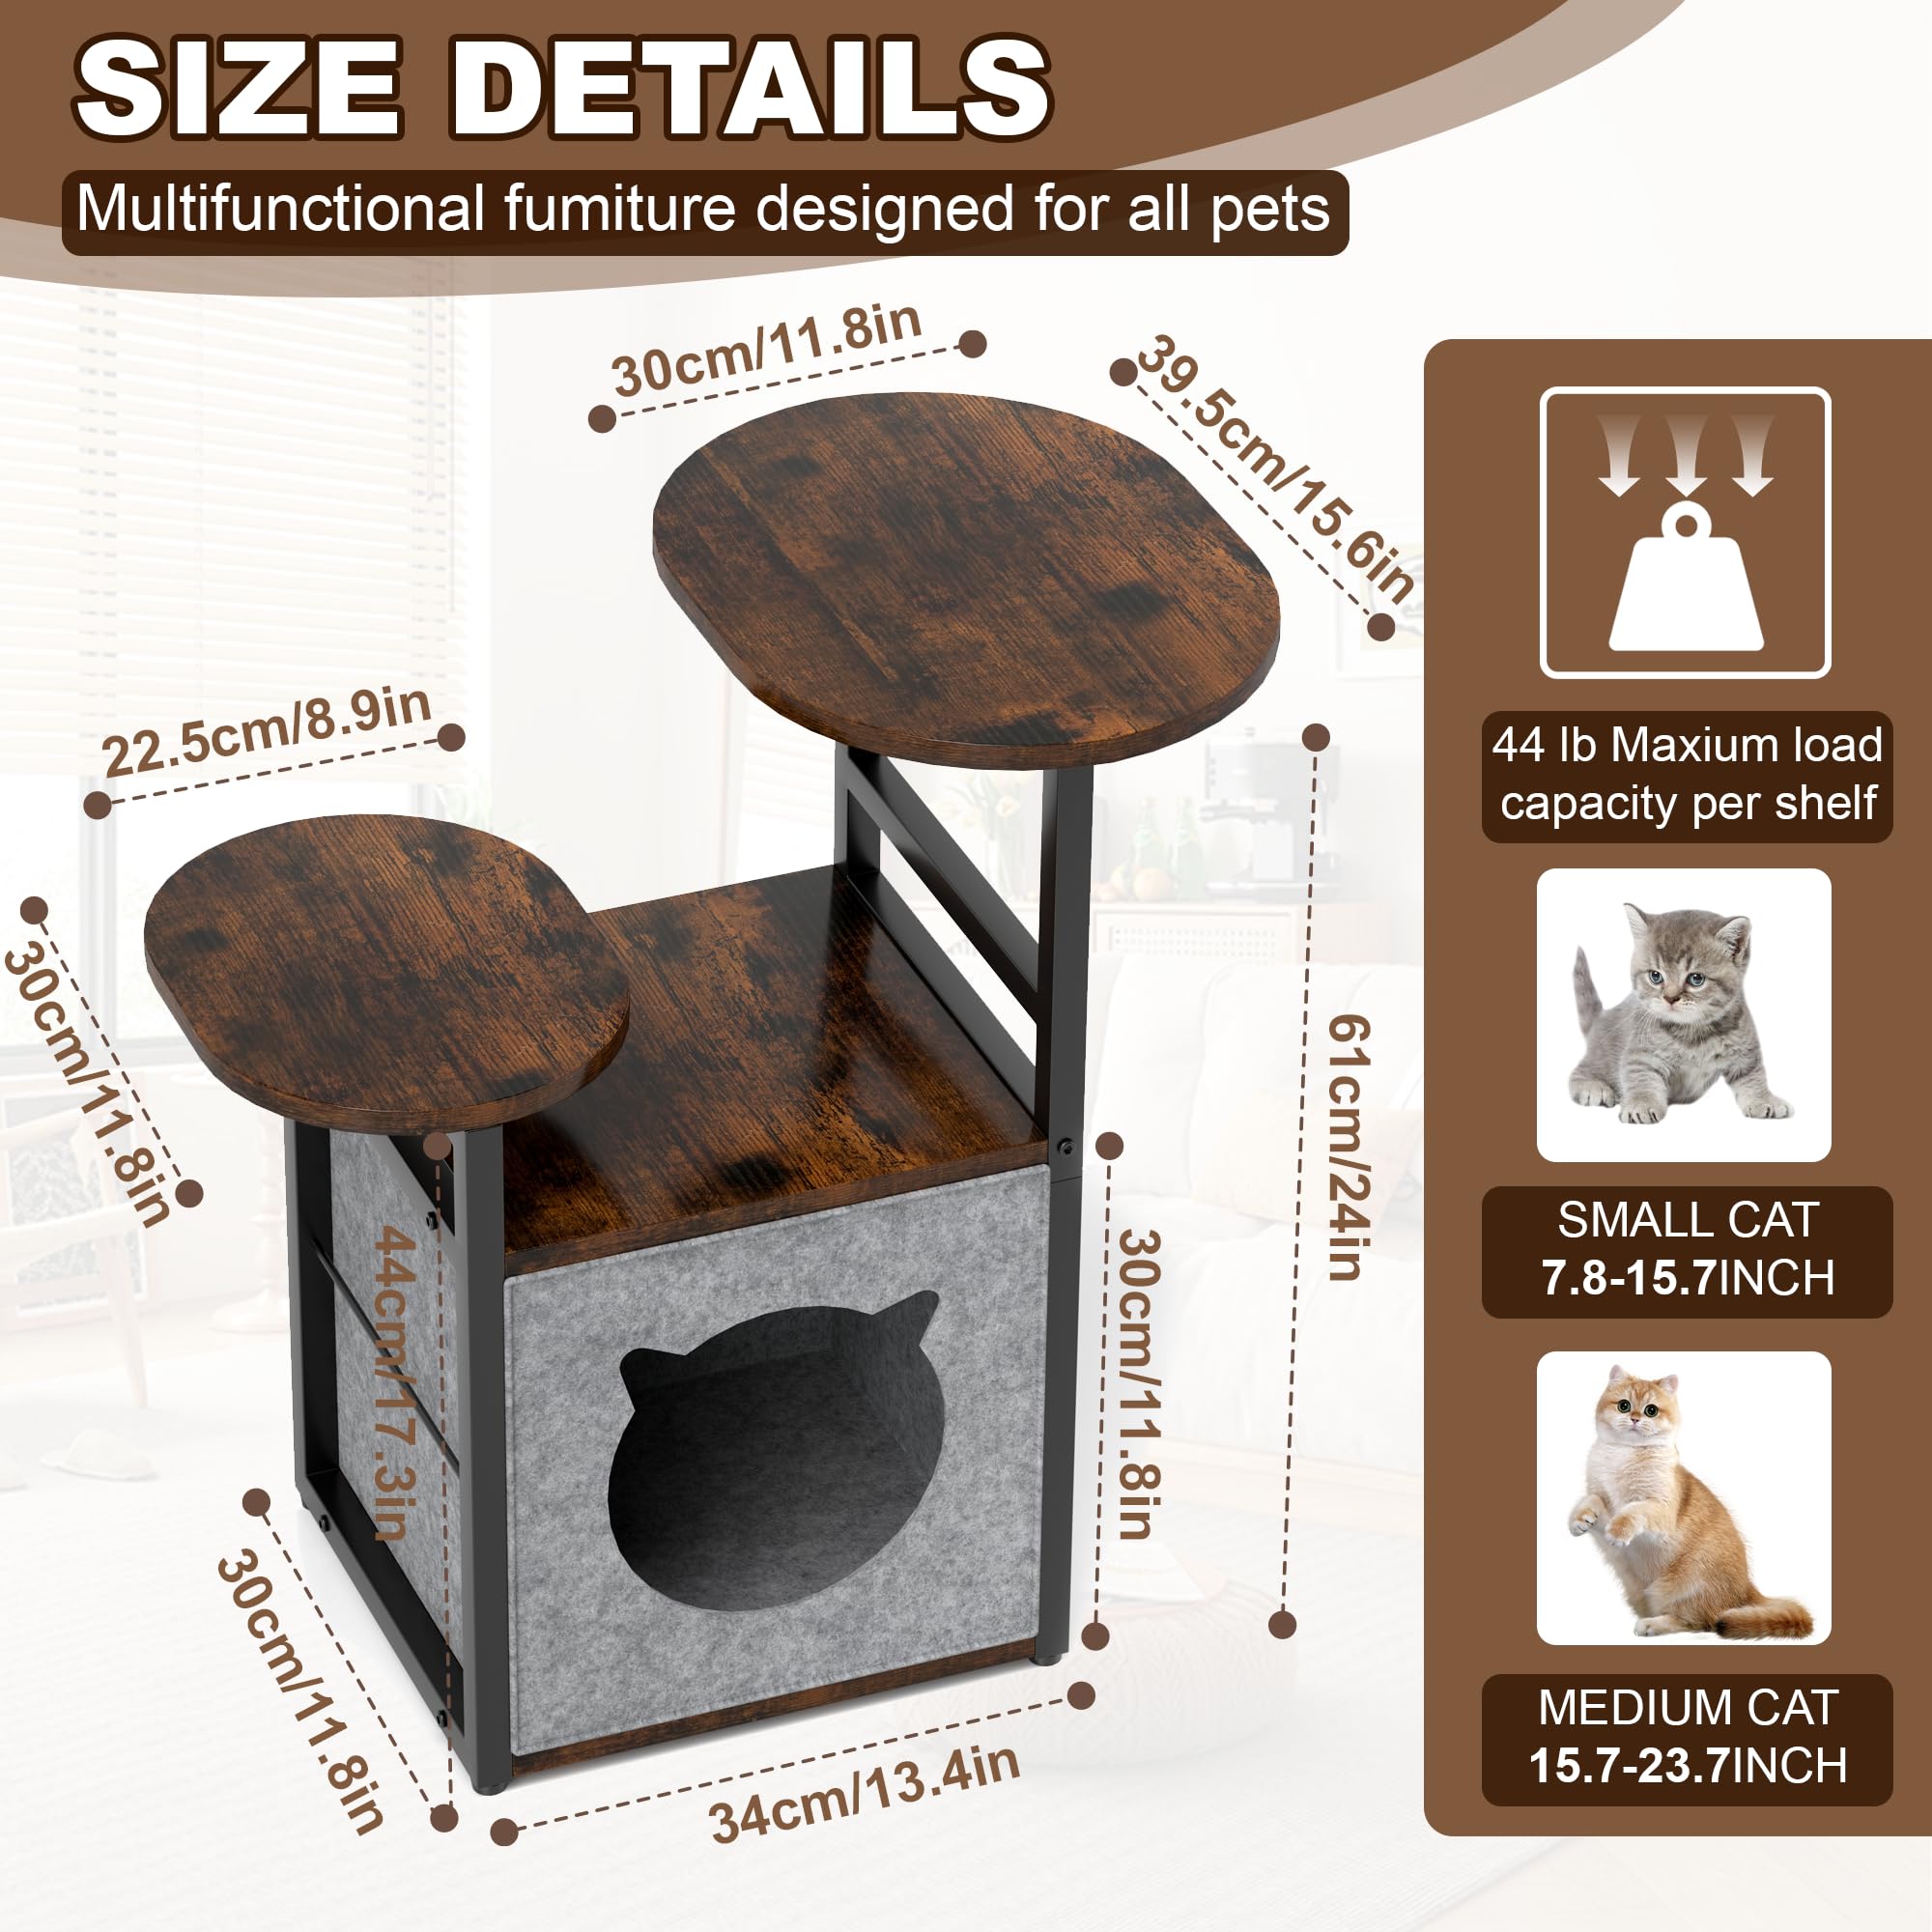 SIZE DETAILS
Multifunctional fumiture designed for all pets
30cm/11.8in
39.5cm/15.6in
22.5cm/8.9in
30cm/11.8in
44cm/17.3in
61cm/24in
30cm/11.8in
30cm/11.8in
34cm/13.4in
44 lb Maxium load
capacity per shelf
SMALL CAT
7.8-15.7INCH
MEDIUM CAT
15.7-23.7INCH